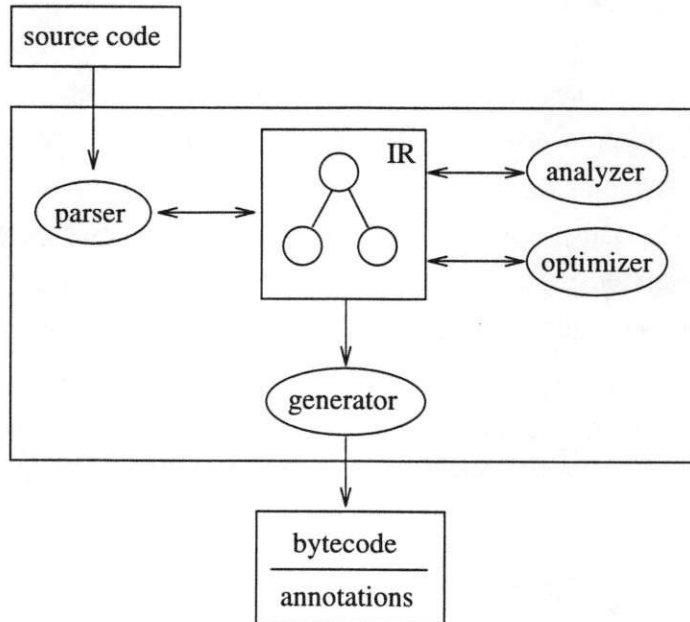 source code
IR
analyzer
parser
optimizer
generator
bytecode
annotations